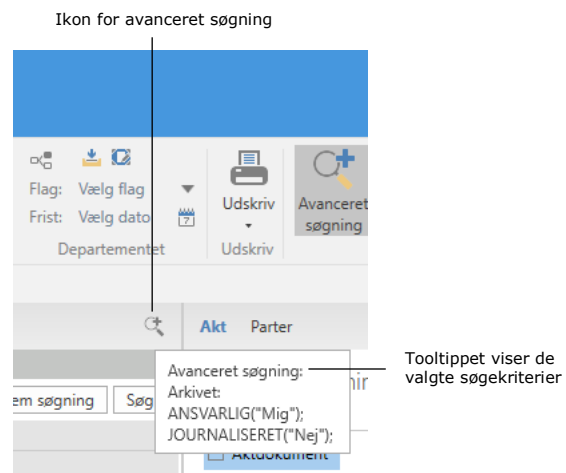 Ikon for avanceret søgning
Flag: Vælg flag
Frist: Vælg dato
7
Departementet
Udskriv
Udskriv
Avanceret
søgning
Akt Parter
Avanceret søgning:
Arkivet:
ANSVARLIG("Mig");
JOURNALISERET("Nej");
Tooltippet viser de
valgte søgekriterier
em søgning
Søg
Aktdokument